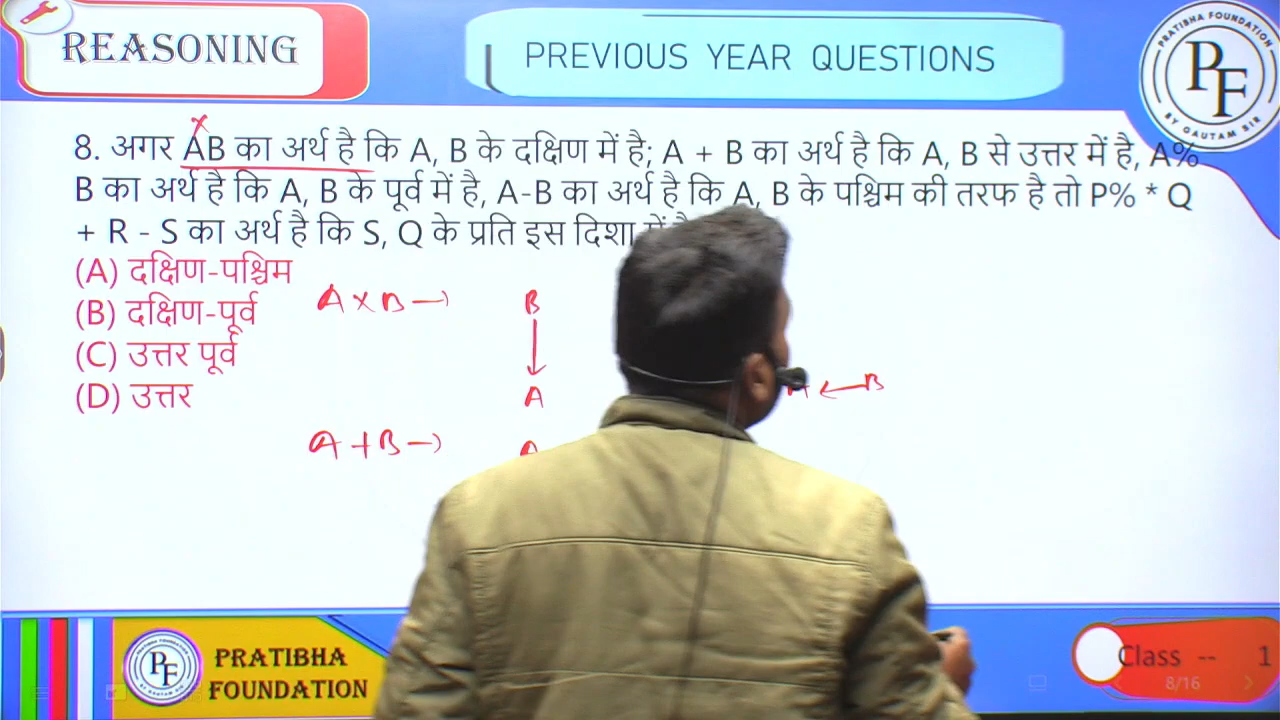 REASONING
PREVIOUS YEAR QUESTIONS
PRATIBHA FOUNDATION
PF
BY GAUTAM SIR
x
8. अगर AB का अर्थ है कि A, B के दक्षिण में है; A + B का अर्थ है कि A, B से उत्तर में है, A%
B का अर्थ है कि A, B के पूर्व में है, A-B का अर्थ है कि A, B के पश्चिम की तरफ है तो P% * Q
+ R - S का अर्थ है कि S, Q के प्रति इस दिशा में
(A) दक्षिण-पश्चिम
(B) दक्षिण-पूर्व
(C) उत्तर पूर्व
(D) उत्तर
A x B →
B
A
A ← B
A + B →
A
PF
PRATIBHA
FOUNDATION
Class -- 1
8/16